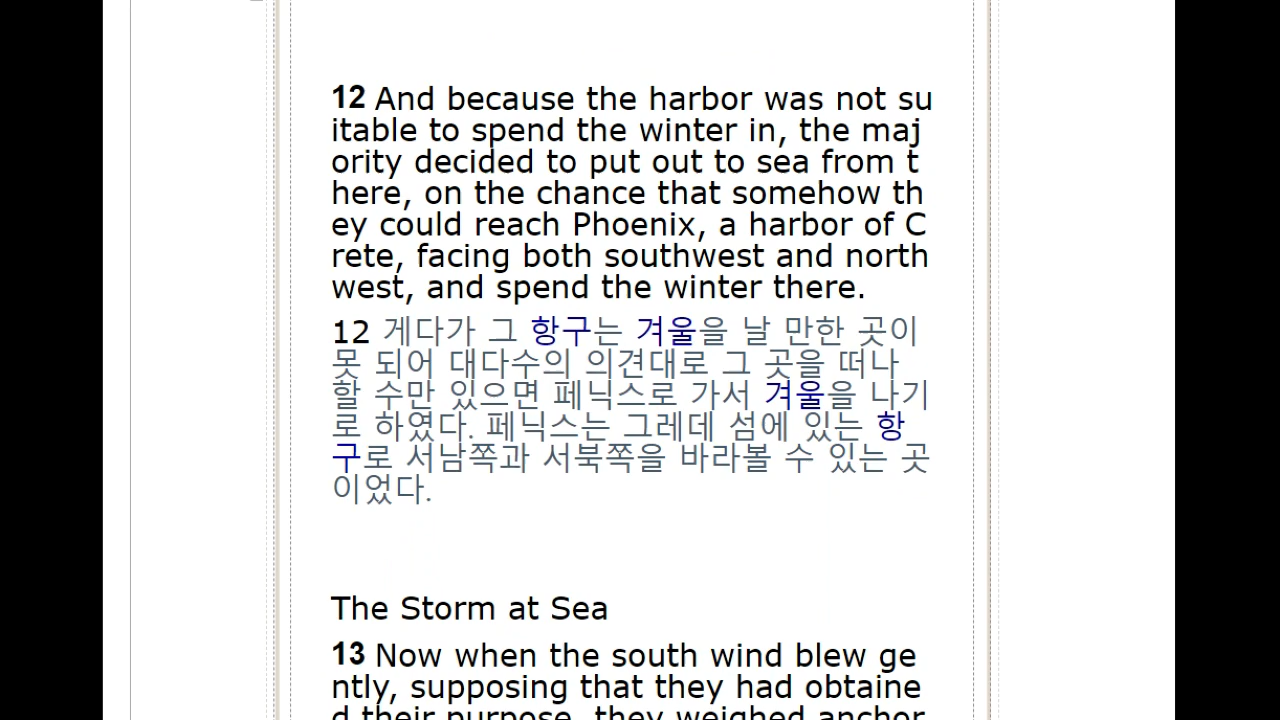 12 And because the harbor was not su
itable to spend the winter in, the maj
ority decided to put out to sea from t
here, on the chance that somehow th
ey could reach Phoenix, a harbor of C
rete, facing both southwest and north
west, and spend the winter there.
12 게다가 그 항구는 겨울을 날 만한 곳이
못 되어 대다수의 의견대로 그 곳을 떠나
할 수만 있으면 페닉스로 가서 겨울을 나기
로 하였다. 페닉스는 그레데 섬에 있는 항
구로 서남쪽과 서북쪽을 바라볼 수 있는 곳
이었다.
The Storm at Sea
13 Now when the south wind blew ge
ntly, supposing that they had obtaine
d their purpose, they weighed anchor